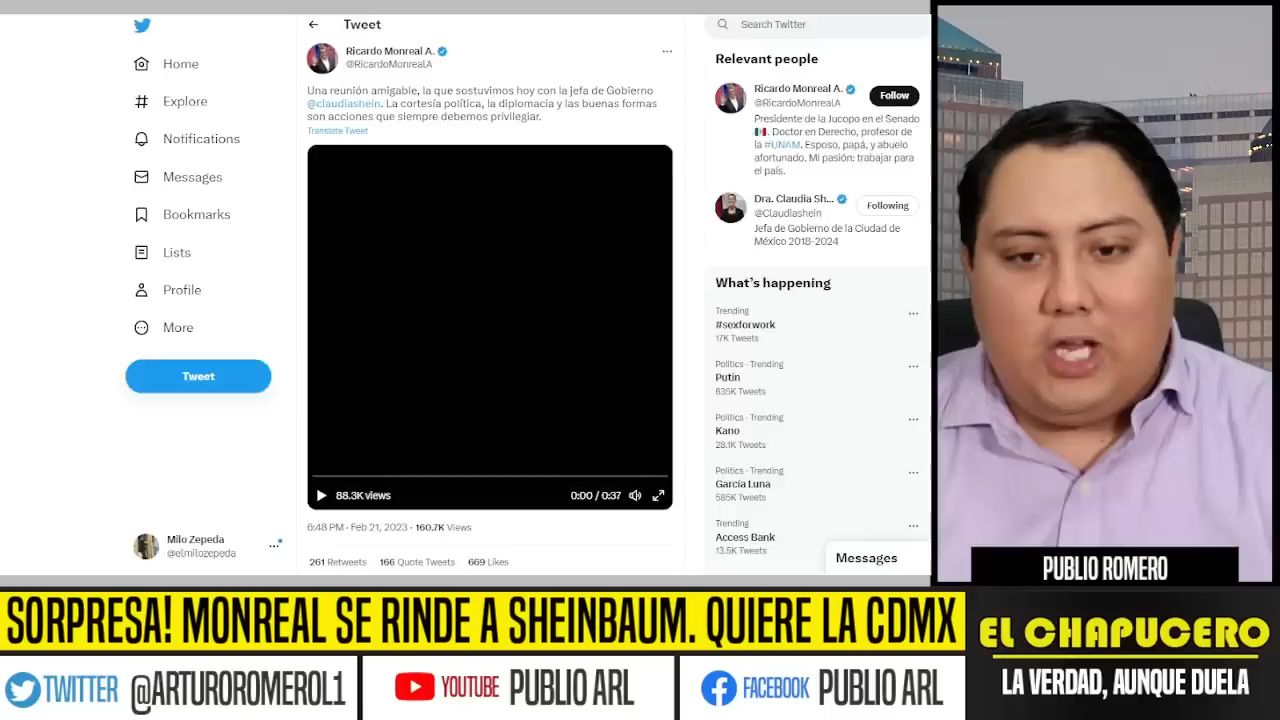 Home
Explore
Notifications
Messages
Bookmarks
Lists
Profile
More
Tweet
Milo Zepeda
@elmilozepeda
Tweet
Ricardo Monreal A.
@RicardoMonrealA
Una reunión amigable, la que sostuvimos hoy con la jefa de Gobierno
@claudiashein. La cortesía política, la diplomacia y las buenas formas
son acciones que siempre debemos privilegiar.
Translate Tweet
88.3K views
0:00 / 0:37
6:48 PM · Feb 21, 2023 · 160.7K Views
261 Retweets 166 Quote Tweets 669 Likes
Search Twitter
Relevant people
Ricardo Monreal A.
@RicardoMonrealA
Follow
Presidente de la Jucopo en el Senado
. Doctor en Derecho, profesor de
la #UNAM. Esposo, papá, y abuelo
afortunado. Mi pasión: trabajar para
el país.
Dra. Claudia Sh...
@Claudiashein
Following
Jefa de Gobierno de la Ciudad de
México 2018-2024
What's happening
Trending
#sexforwork
17K Tweets
Politics · Trending
Putin
635K Tweets
Politics · Trending
Kano
28.1K Tweets
Politics · Trending
García Luna
585K Tweets
Trending
Access Bank
13.5K Tweets
Messages
PUBLIO ROMERO
SORPRESA! MONREAL SE RINDE A SHEINBAUM. QUIERE LA CDMX
EL CHAPUCERO
LA VERDAD, AUNQUE DUELA
TWITTER @ARTUROROMEROL1
YOUTUBE PUBLIO ARL
FACEBOOK PUBLIO ARL